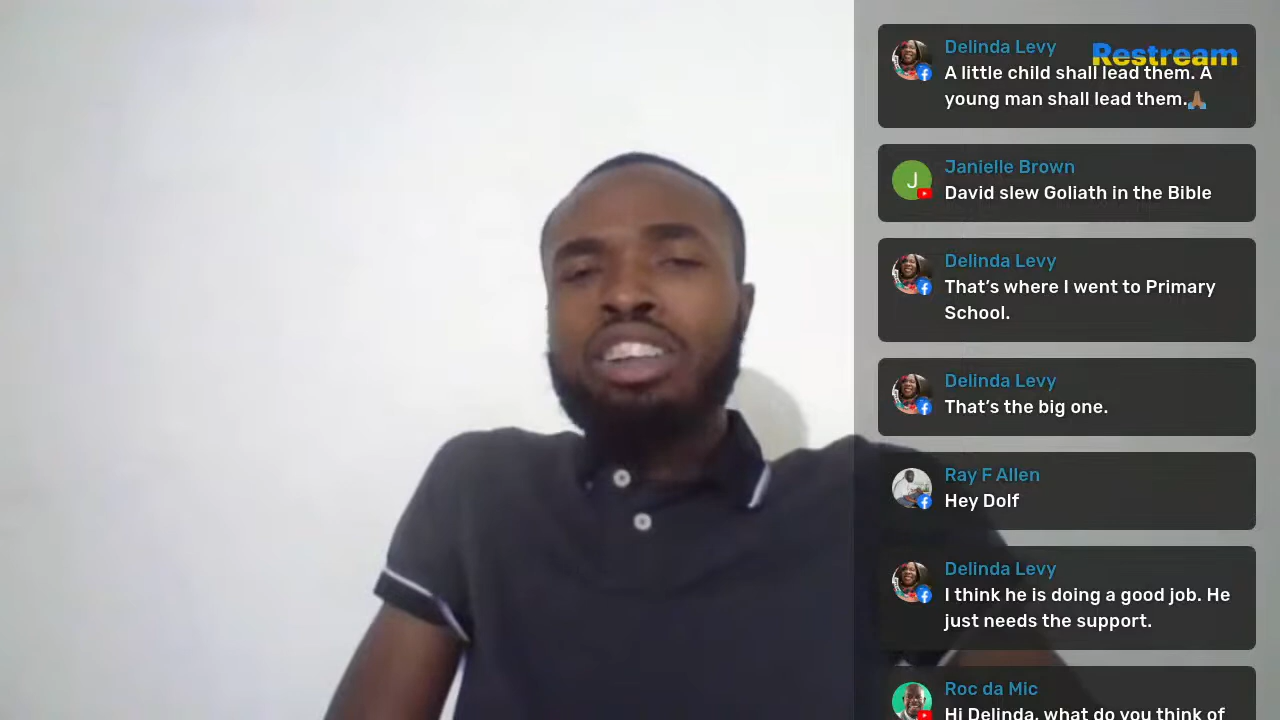 Restream
Delinda Levy
A little child shall lead them. A
young man shall lead them.🙏🏾
J
Janielle Brown
David slew Goliath in the Bible
Delinda Levy
That’s where I went to Primary
School.
Delinda Levy
That’s the big one.
Ray F Allen
Hey Dolf
Delinda Levy
I think he is doing a good job. He
just needs the support.
Roc da Mic
Hi Delinda, what do you think of